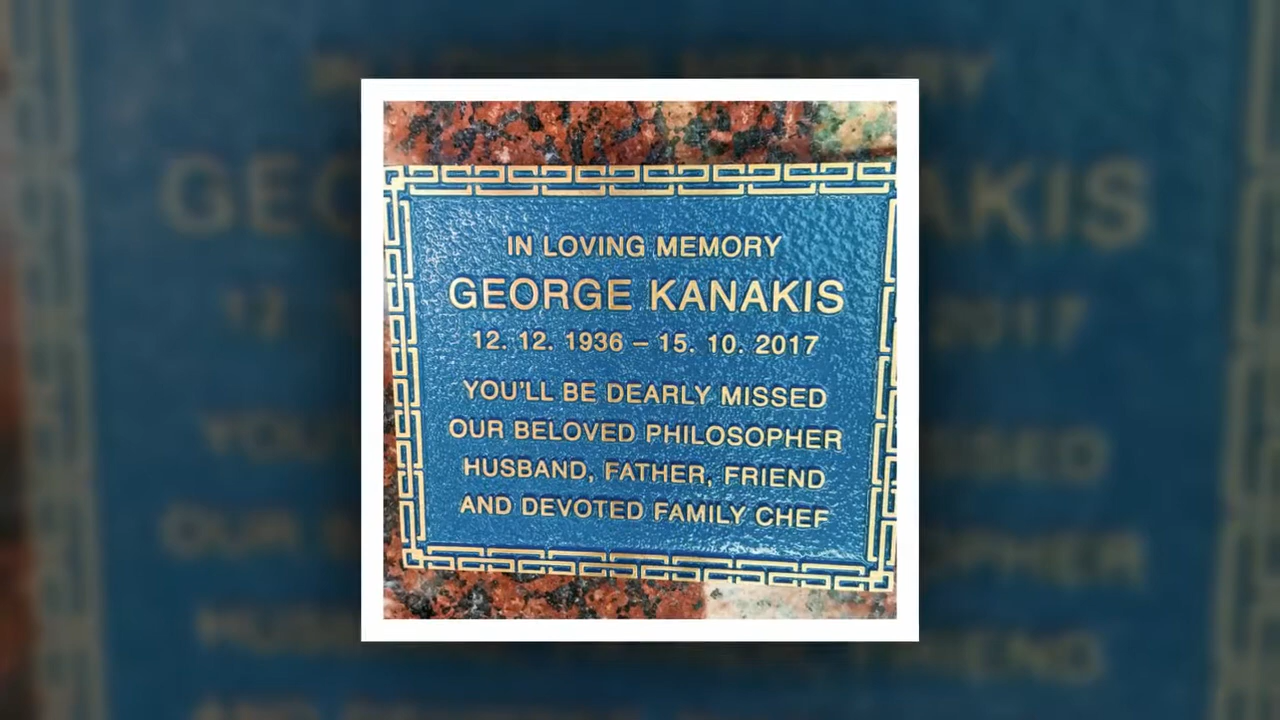 IN LOVING MEMORY
GEORGE KANAKIS
12. 12. 1936 – 15. 10. 2017
YOU'LL BE DEARLY MISSED
OUR BELOVED PHILOSOPHER
HUSBAND, FATHER, FRIEND
AND DEVOTED FAMILY CHEF